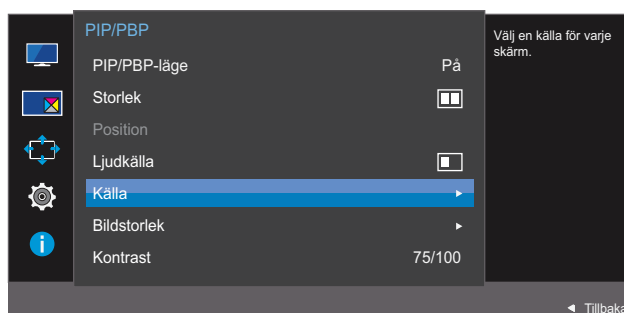 PIP/PBP
PIP/PBP-läge På
Storlek
Position
Ljudkälla
Källa
Bildstorlek
Kontrast 75/100
Välj en källa för varje
skärm.
Tillbaka